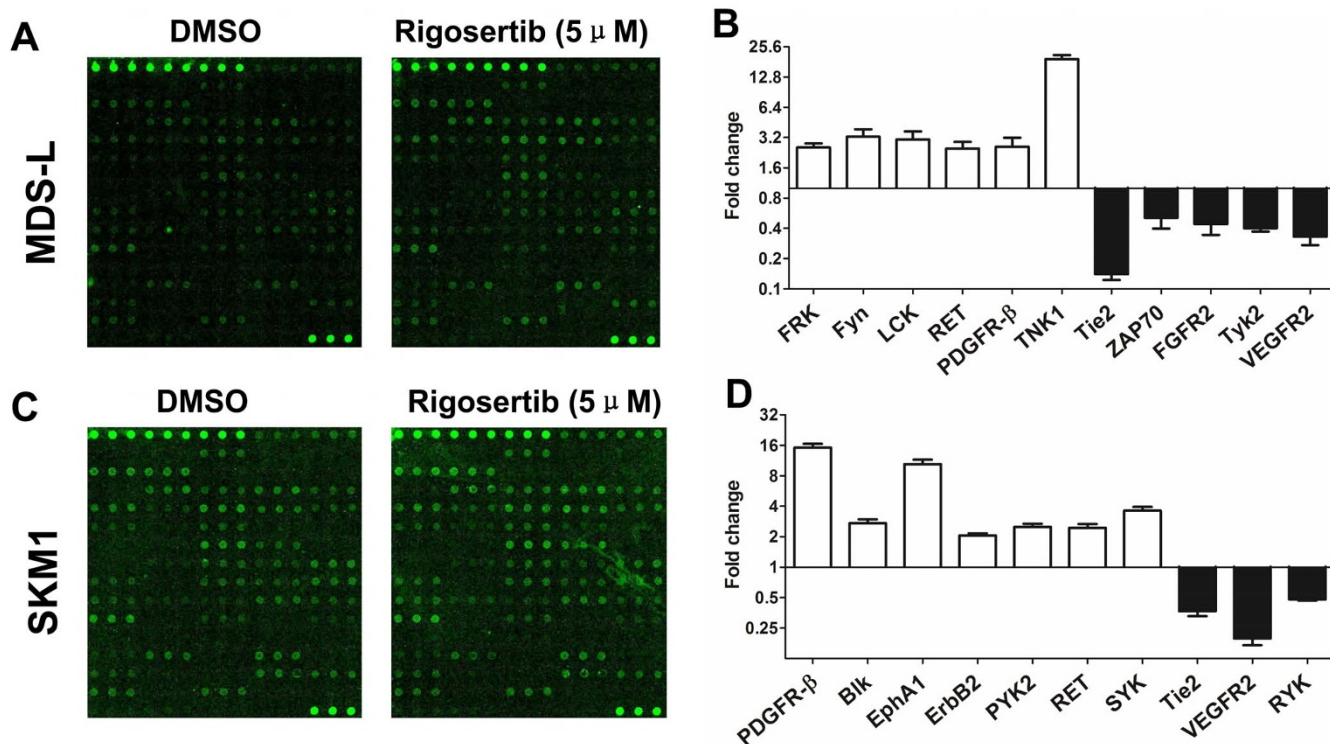 A
DMSO
Rigosertib (5 μM)
MDS-L
B
Fold change
25.6
12.8
6.4
3.2
1.6
0.8
0.4
0.2
0.1
FRK
Fyn
LCK
RET
PDGFR-β
TNK1
Tie2
ZAP70
FGFR2
Tyk2
VEGFR2
C
DMSO
Rigosertib (5 μM)
SKM1
D
Fold change
32
16
8
4
2
1
0.5
0.25
PDGFR-β
Blk
EphA1
ErbB2
PYK2
RET
SYK
Tie2
VEGFR2
RYK